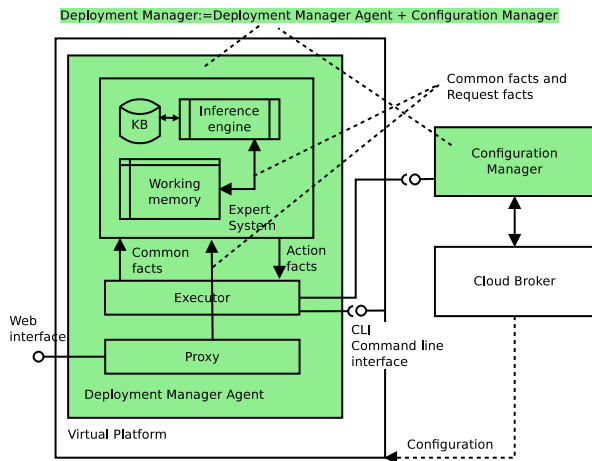 Deployment Manager:=Deployment Manager Agent + Configuration Manager
Common facts and
Request facts
KB
Inference
engine
Configuration
Manager
Working
memory
Expert
System
Common
facts
Action
facts
Cloud Broker
Executor
Web
interface
CLI
Command line
interface
Proxy
Deployment Manager Agent
Virtual Platform
Configuration